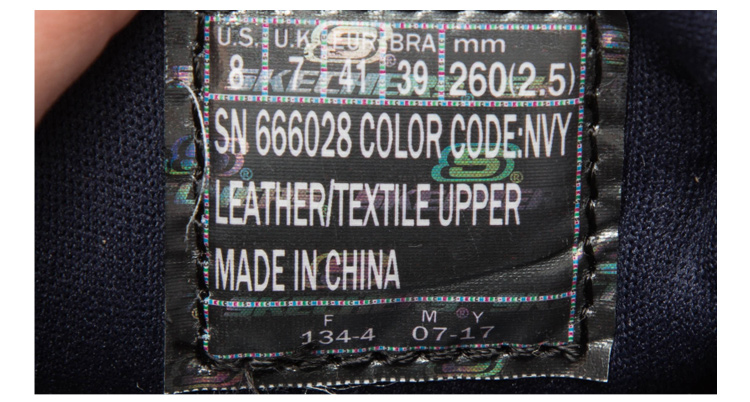 U.S. U.K. EUR BRA mm
8 7 41 39 260(2.5)
SN 666028 COLOR CODE:NVY
LEATHER/TEXTILE UPPER
MADE IN CHINA
F M ® Y
134-4 07-17